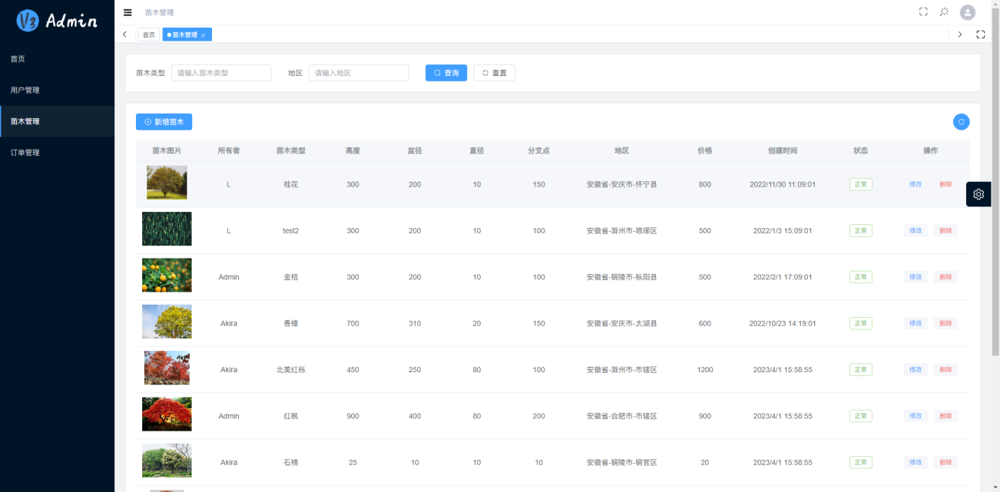 V3 Admin
苗木管理
首页
苗木管理
首页
用户管理
苗木管理
订单管理
苗木类型 请输入苗木类型 地区 请输入地区 查询 重置
新增苗木
苗木图片 所有者 苗木类型 高度 盆径 直径 分支点 地区 价格 创建时间 状态 操作
L 桂花 300 200 10 150 安徽省-安庆市-怀宁县 800 2022/11/30 11:09:01 正常 修改 删除
L test2 300 200 10 100 安徽省-滁州市-琅琊区 500 2022/1/3 15:09:01 正常 修改 删除
Admin 金桔 300 200 10 100 安徽省-铜陵市-枞阳县 500 2022/2/1 17:09:01 正常 修改 删除
Akira 香樟 700 310 20 150 安徽省-安庆市-太湖县 600 2022/10/23 14:19:01 正常 修改 删除
Akira 北美红栎 450 250 80 100 安徽省-滁州市-市辖区 1200 2023/4/1 15:58:55 正常 修改 删除
Admin 红枫 900 400 80 200 安徽省-合肥市-市辖区 900 2023/4/1 15:58:55 正常 修改 删除
Akira 石楠 25 10 10 10 安徽省-铜陵市-铜官区 20 2023/4/1 15:58:55 正常 修改 删除